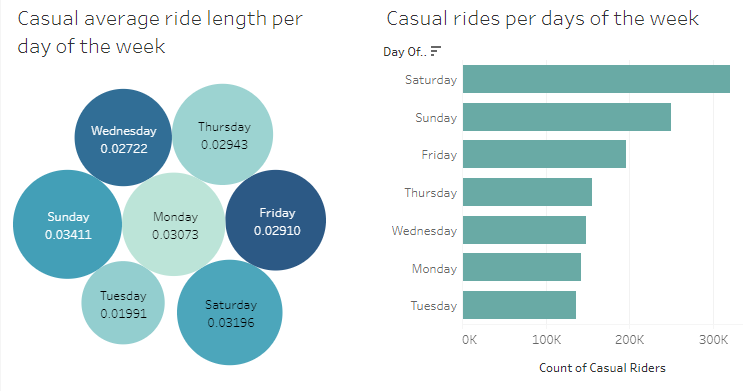 Casual average ride length per
day of the week
Wednesday
0.02722
Thursday
0.02943
Sunday
0.03411
Monday
0.03073
Friday
0.02910
Tuesday
0.01991
Saturday
0.03196
Casual rides per days of the week
Day Of..
Saturday
Sunday
Friday
Thursday
Wednesday
Monday
Tuesday
0K 100K 200K 300K
Count of Casual Riders